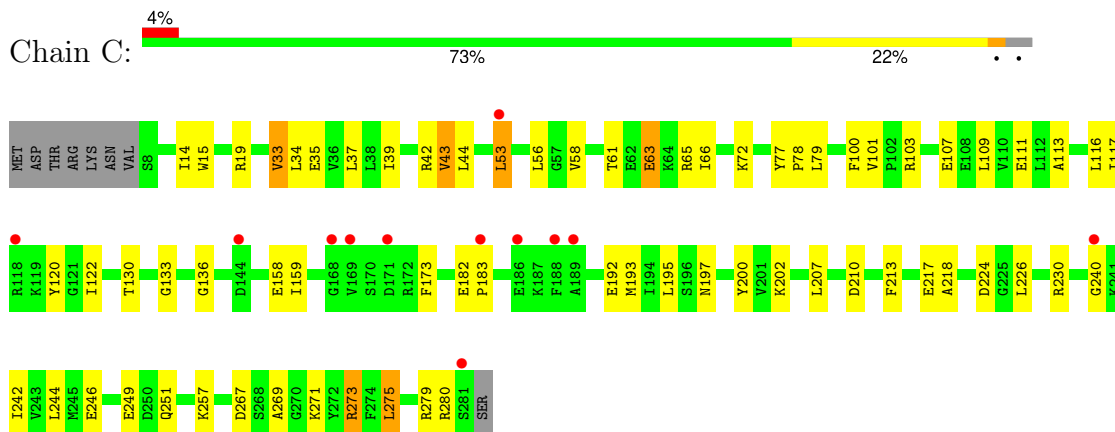 4%
Chain C:
73% 22% • •
MET ASP THR ARG LYS ASN VAL S8 I14 W15 R19 V33 L34 E35 V36 L37 L38 I39 R42 V43 L44 L53 L56 G57 V58 T61 E62 E63 K64 R65 I66 K72 Y77 P78 L79 F100 V101 P102 R103 E107 E108 L109 V110 E111 L112 A113 L116
R118 K119 Y120 G121 I122 T130 G133 G136 D144 E158 I159 G168 V169 S170 D171 R172 F173 E182 P183 E186 K187 F188 A189 E192 M193 I194 L195 S196 N197 Y200 V201 K202 L207 D210 F213 E217 A218 D224 G225 L226 R230 G240
I242 V243 L244 M245 E246 E249 D250 Q251 K257 D267 S268 A269 G270 K271 Y272 R273 F274 L275 R279 R280 S281 SER